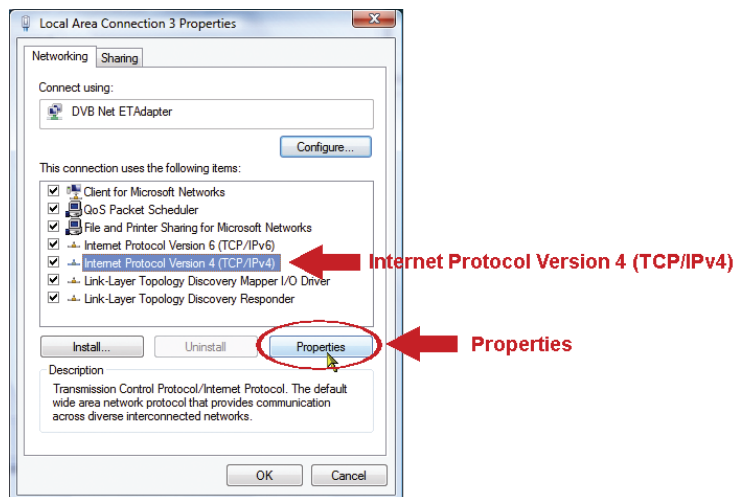 Local Area Connection 3 Properties
Networking
Sharing
Connect using:
DVB Net ETAdapter
Configure...
This connection uses the following items:
Client for Microsoft Networks
QoS Packet Scheduler
File and Printer Sharing for Microsoft Networks
Internet Protocol Version 6 (TCP/IPv6)
Internet Protocol Version 4 (TCP/IPv4)
Internet Protocol Version 4 (TCP/IPv4)
Link-Layer Topology Discovery Mapper I/O Driver
Link-Layer Topology Discovery Responder
Install...
Uninstall
Properties
Properties
Description
Transmission Control Protocol/Internet Protocol. The default
wide area network protocol that provides communication
across diverse interconnected networks.
OK
Cancel